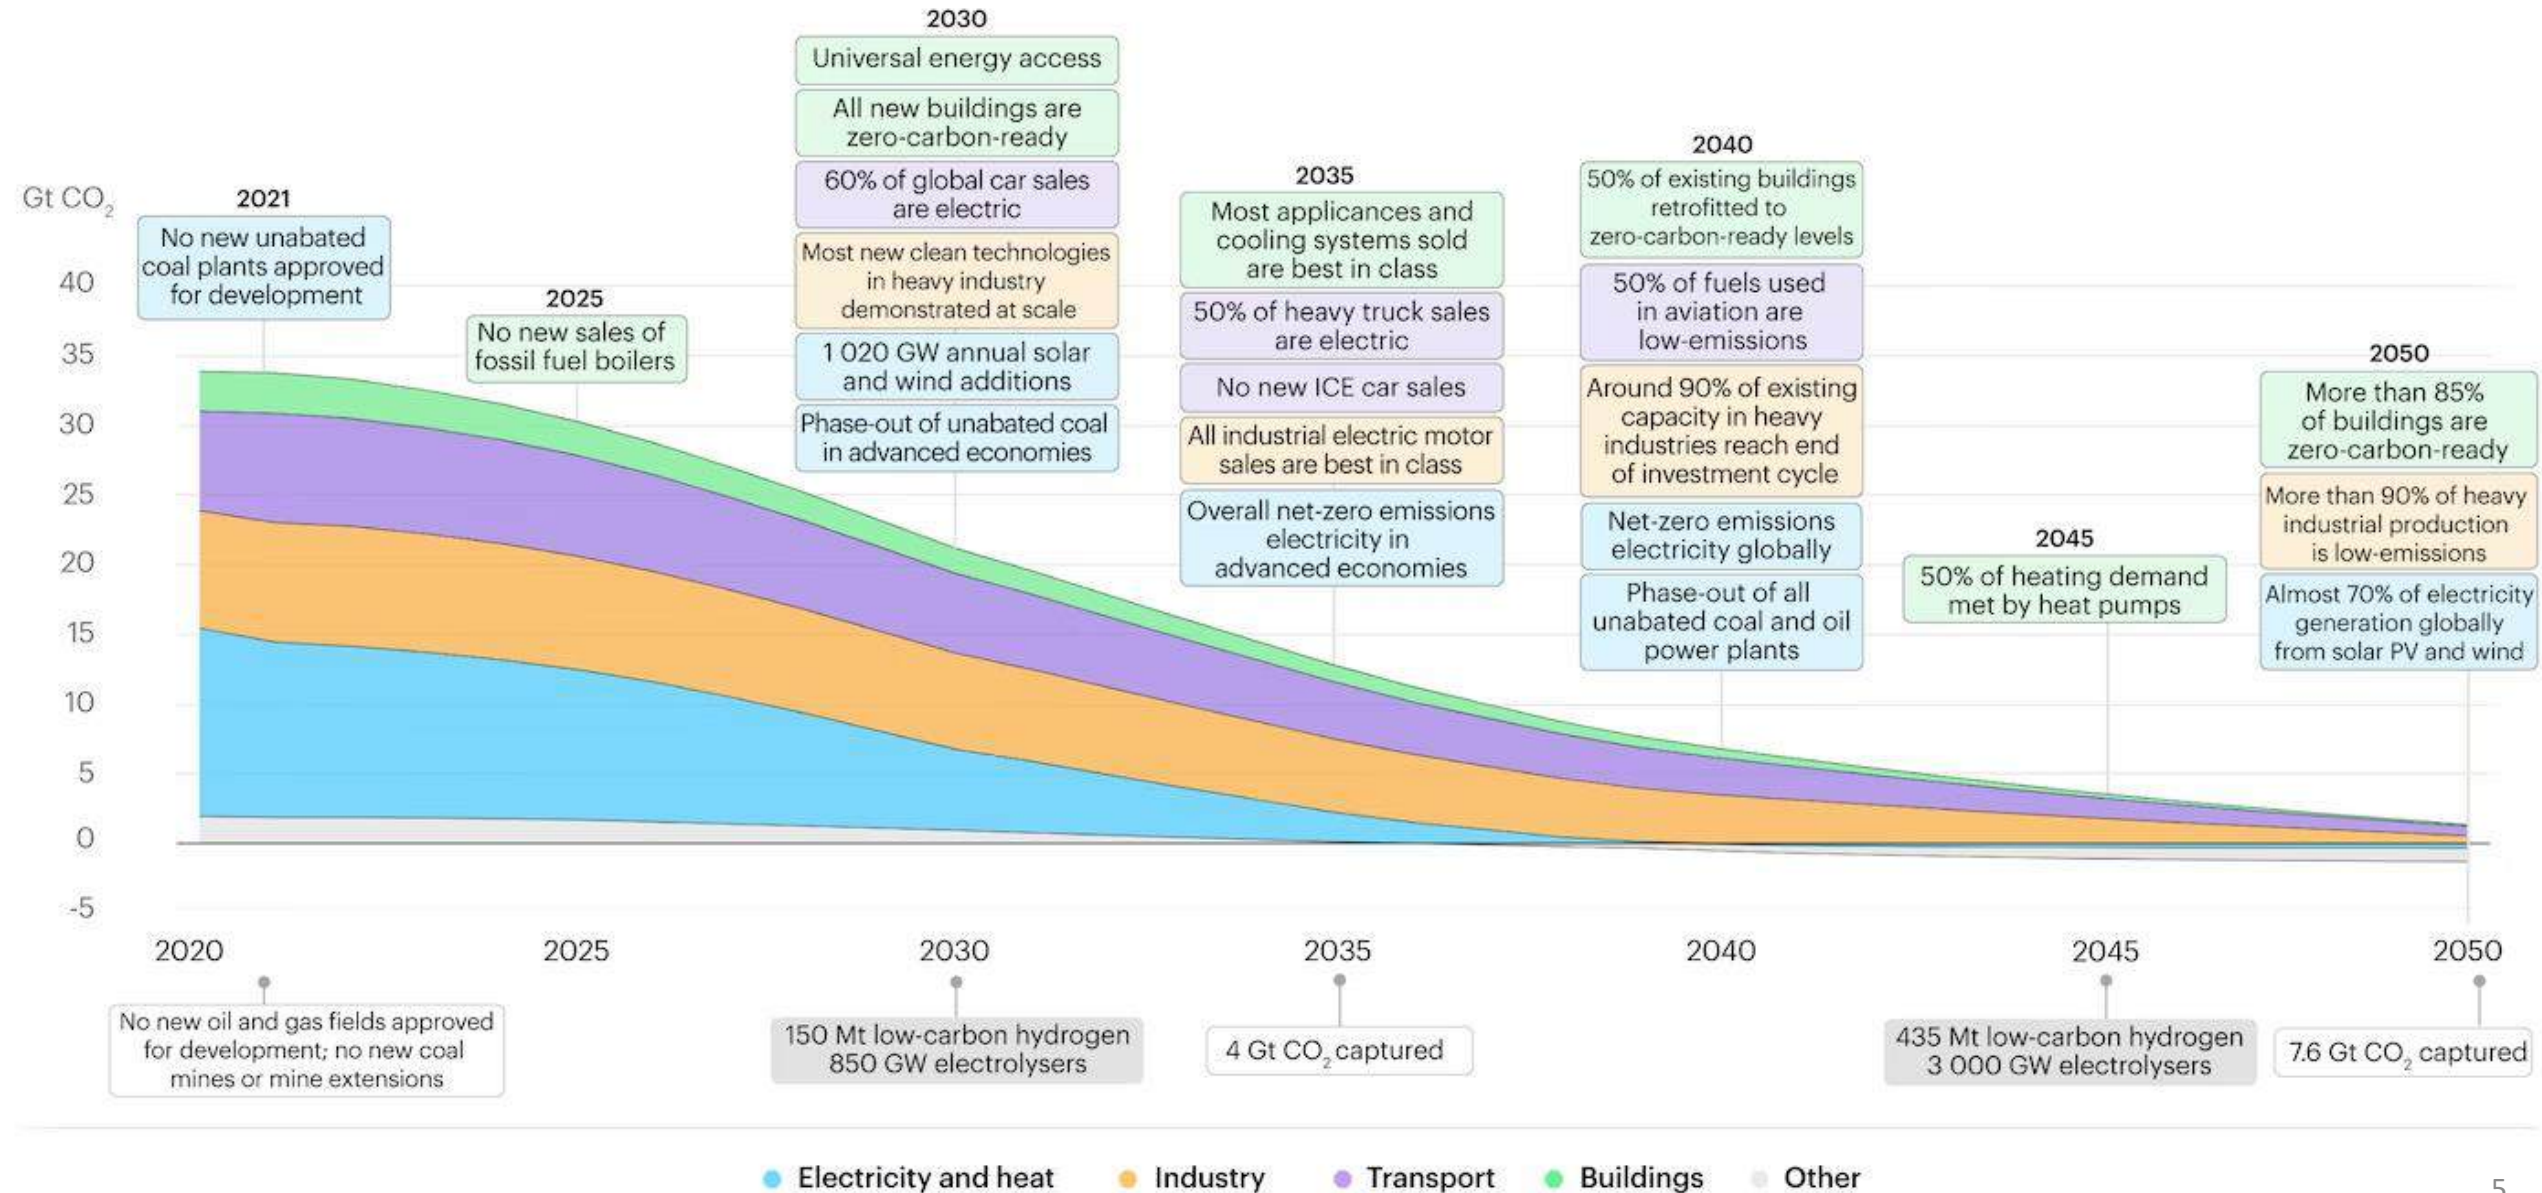 Gt CO2
40
35
30
25
20
15
10
5
0
-5
2021
No new unabated
coal plants approved
for development
2025
No new sales of
fossil fuel boilers
2030
Universal energy access
All new buildings are
zero-carbon-ready
60% of global car sales
are electric
Most new clean technologies
in heavy industry
demonstrated at scale
1 020 GW annual solar
and wind additions
Phase-out of unabated coal
in advanced economies
2035
Most applicances and
cooling systems sold
are best in class
50% of heavy truck sales
are electric
No new ICE car sales
All industrial electric motor
sales are best in class
Overall net-zero emissions
electricity in
advanced economies
2040
50% of existing buildings
retrofitted to
zero-carbon-ready levels
50% of fuels used
in aviation are
low-emissions
Around 90% of existing
capacity in heavy
industries reach end
of investment cycle
Net-zero emissions
electricity globally
Phase-out of all
unabated coal and oil
power plants
2045
50% of heating demand
met by heat pumps
2050
More than 85%
of buildings are
zero-carbon-ready
More than 90% of heavy
industrial production
is low-emissions
Almost 70% of electricity
generation globally
from solar PV and wind
2020 2025 2030 2035 2040 2045 2050
No new oil and gas fields approved
for development; no new coal
mines or mine extensions
150 Mt low-carbon hydrogen
850 GW electrolysers
4 Gt CO2 captured
435 Mt low-carbon hydrogen
3 000 GW electrolysers
7.6 Gt CO2 captured
Electricity and heat Industry Transport Buildings Other
5